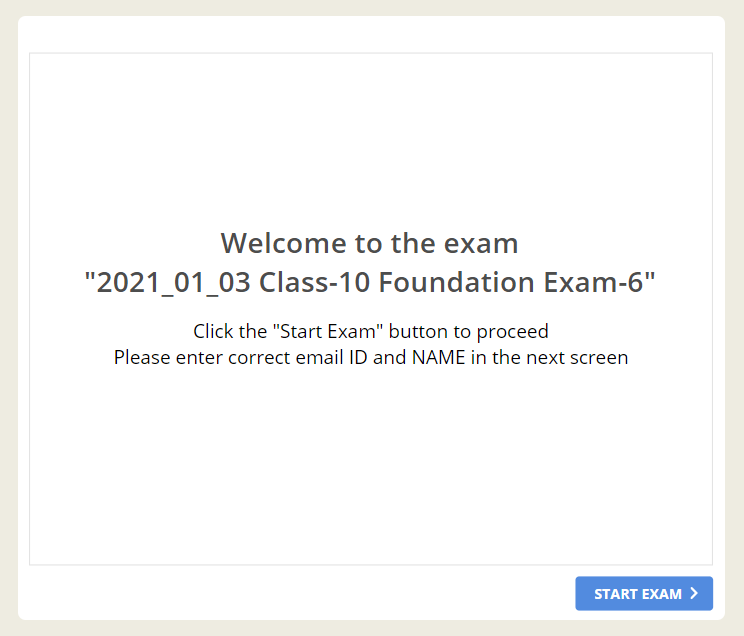 Welcome to the exam
"2021_01_03 Class-10 Foundation Exam-6"
Click the "Start Exam" button to proceed
Please enter correct email ID and NAME in the next screen
START EXAM